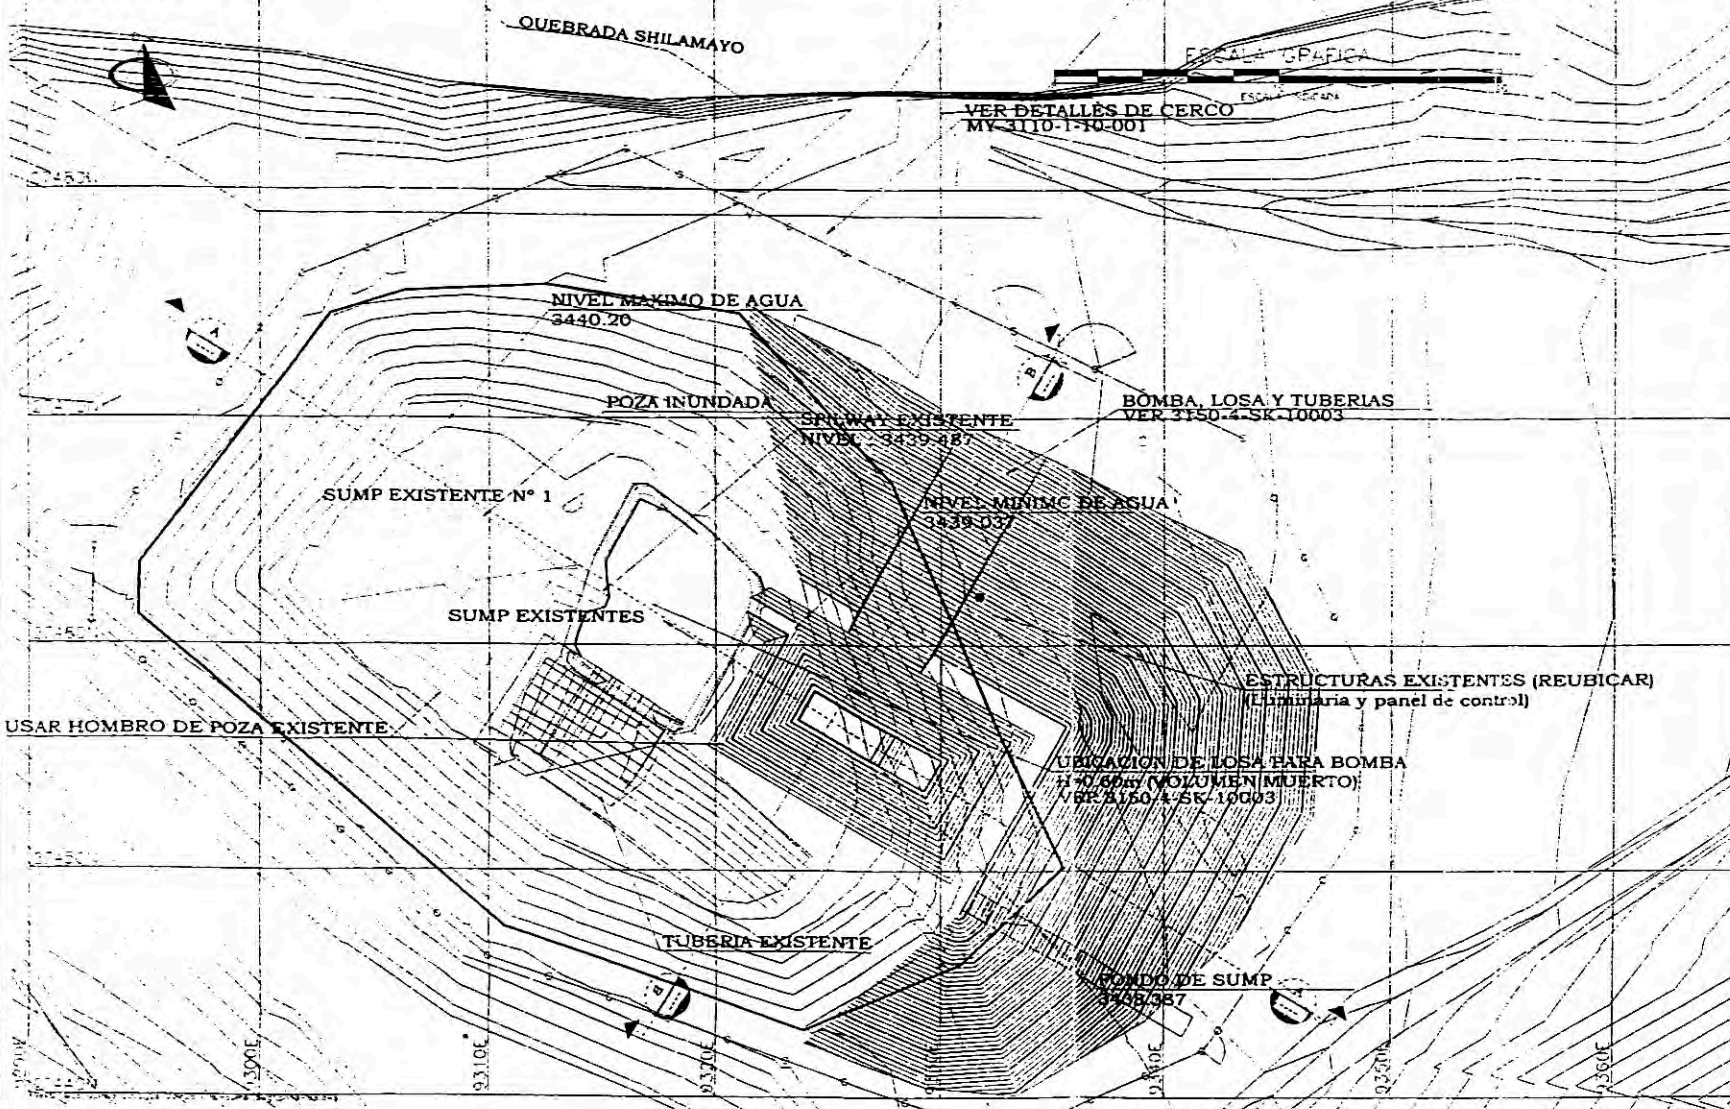 QUEBRADA SHILAMAYO
ESCALA GRAFICA
VER DETALLES DE CERCO
MY-3110-1-10-001
NIVEL MAXIMO DE AGUA
3440.20
A
B
POZA INUNDADA
BOMBA, LOSA Y TUBERIAS
VER 3150-4-SK-10003
SPILWAY EXISTENTE
NIVEL - 3439.487
SUMP EXISTENTE N° 1
NIVEL MINIMO DE AGUA
3439.037
SUMP EXISTENTES
ESTRUCTURAS EXISTENTES (REUBICAR)
(Luminaria y panel de control)
USAR HOMBRO DE POZA EXISTENTE
UBICACION DE LOSA PARA BOMBA
H=0.60m (VOLUMEN MUERTO)
VER 3150-4-SK-10003
TUBERIA EXISTENTE
FONDO DE SUMP
3438.387
B
A
9300E
9310E
9320E
9340E
9350E
9360E